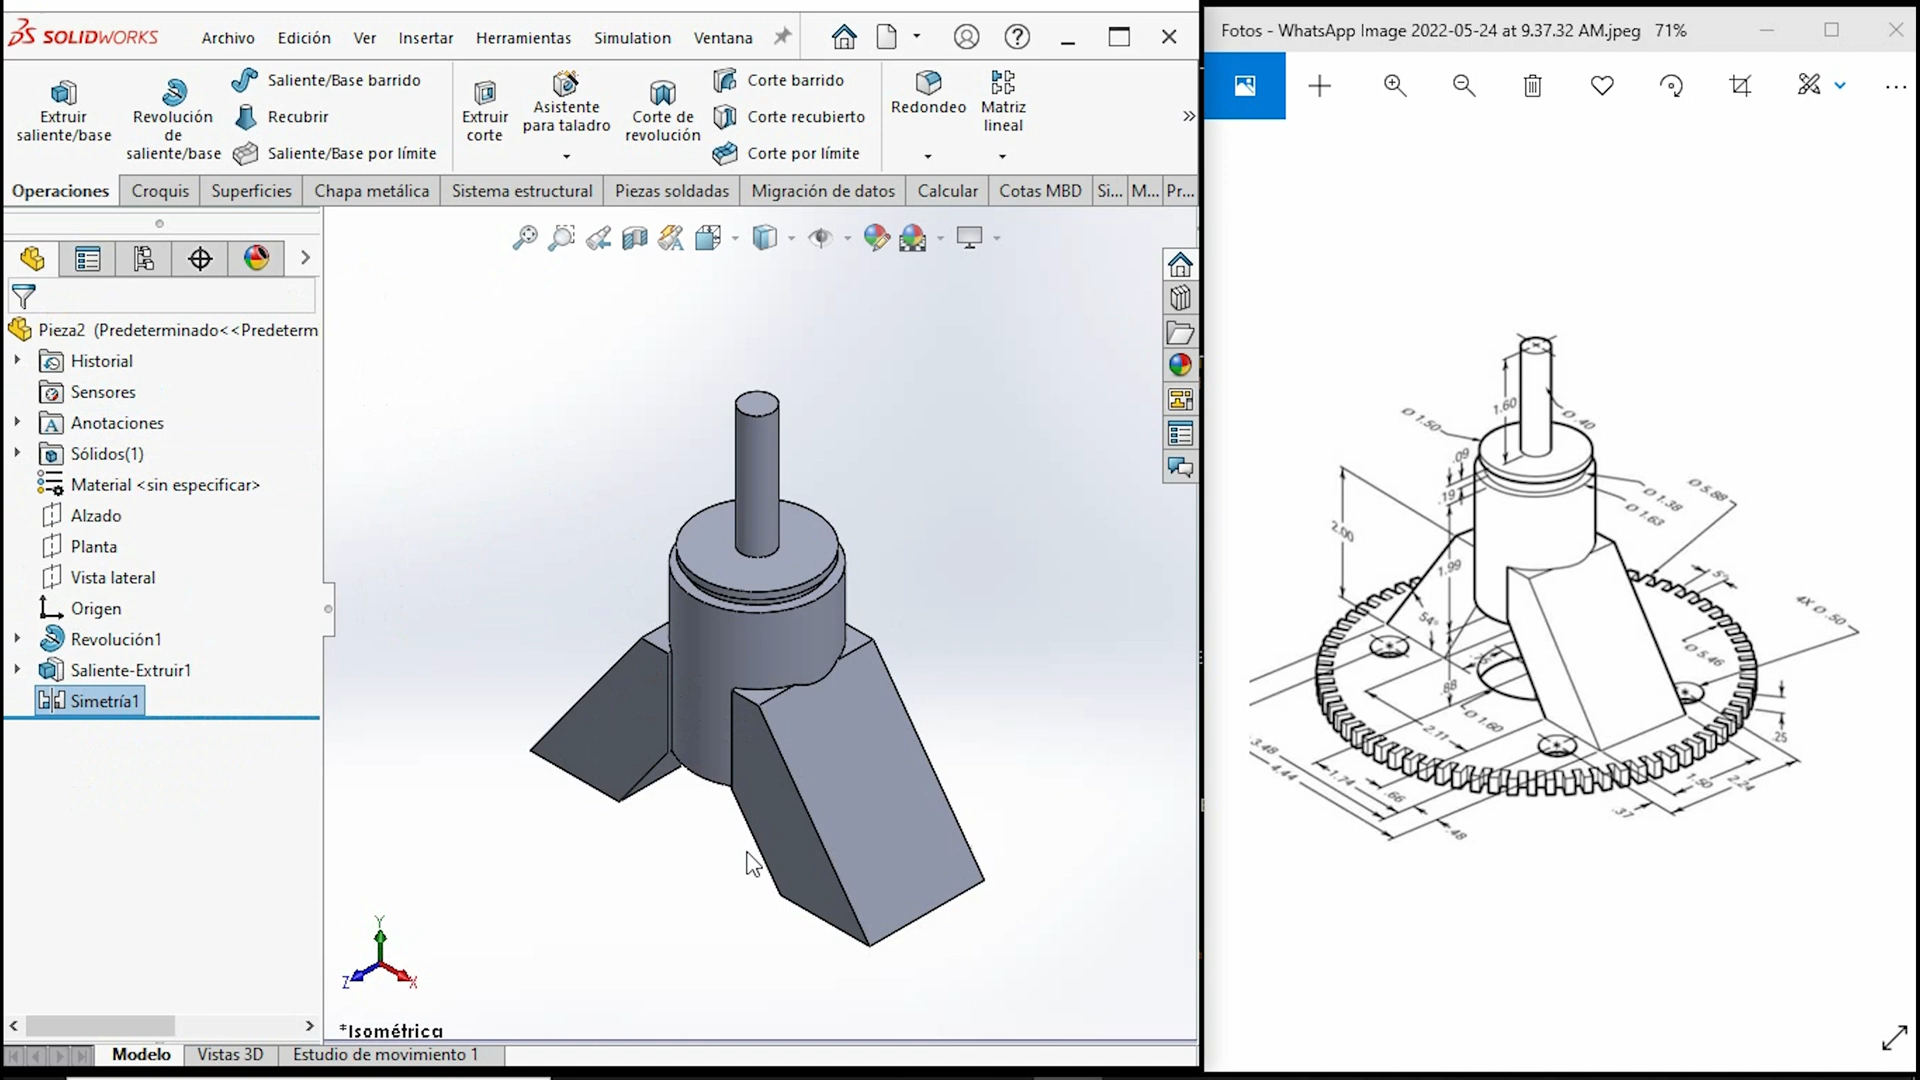 SOLIDWORKS
Archivo Edición Ver Insertar Herramientas Simulation Ventana
Extruir saliente/base
Revolución de saliente/base
Saliente/Base barrido
Recubrir
Saliente/Base por límite
Extruir corte
Asistente para taladro
Corte de revolución
Corte barrido
Corte recubierto
Corte por límite
Redondeo
Matriz lineal
Operaciones Croquis Superficies Chapa metálica Sistema estructural Piezas soldadas Migración de datos Calcular Cotas MBD Si... M... Pr...
Pieza2 (Predeterminado<<Predeterm
Historial
Sensores
Anotaciones
Sólidos(1)
Material <sin especificar>
Alzado
Planta
Vista lateral
Origen
Revolución1
Saliente-Extruir1
Simetría1
Y
Z
X
*Isométrica
Modelo Vistas 3D Estudio de movimiento 1
Fotos - WhatsApp Image 2022-05-24 at 9.37.32 AM.jpeg 71%
1.60
Ø.40
Ø1.50
.09
.19
Ø1.38
Ø1.63
Ø5.88
2.00
1.99
5°
4X Ø.50
54°
Ø5.46
.88
Ø1.60
2.11
.25
3.48
4.44
1.74
.66
.48
1.50
2.24
.37